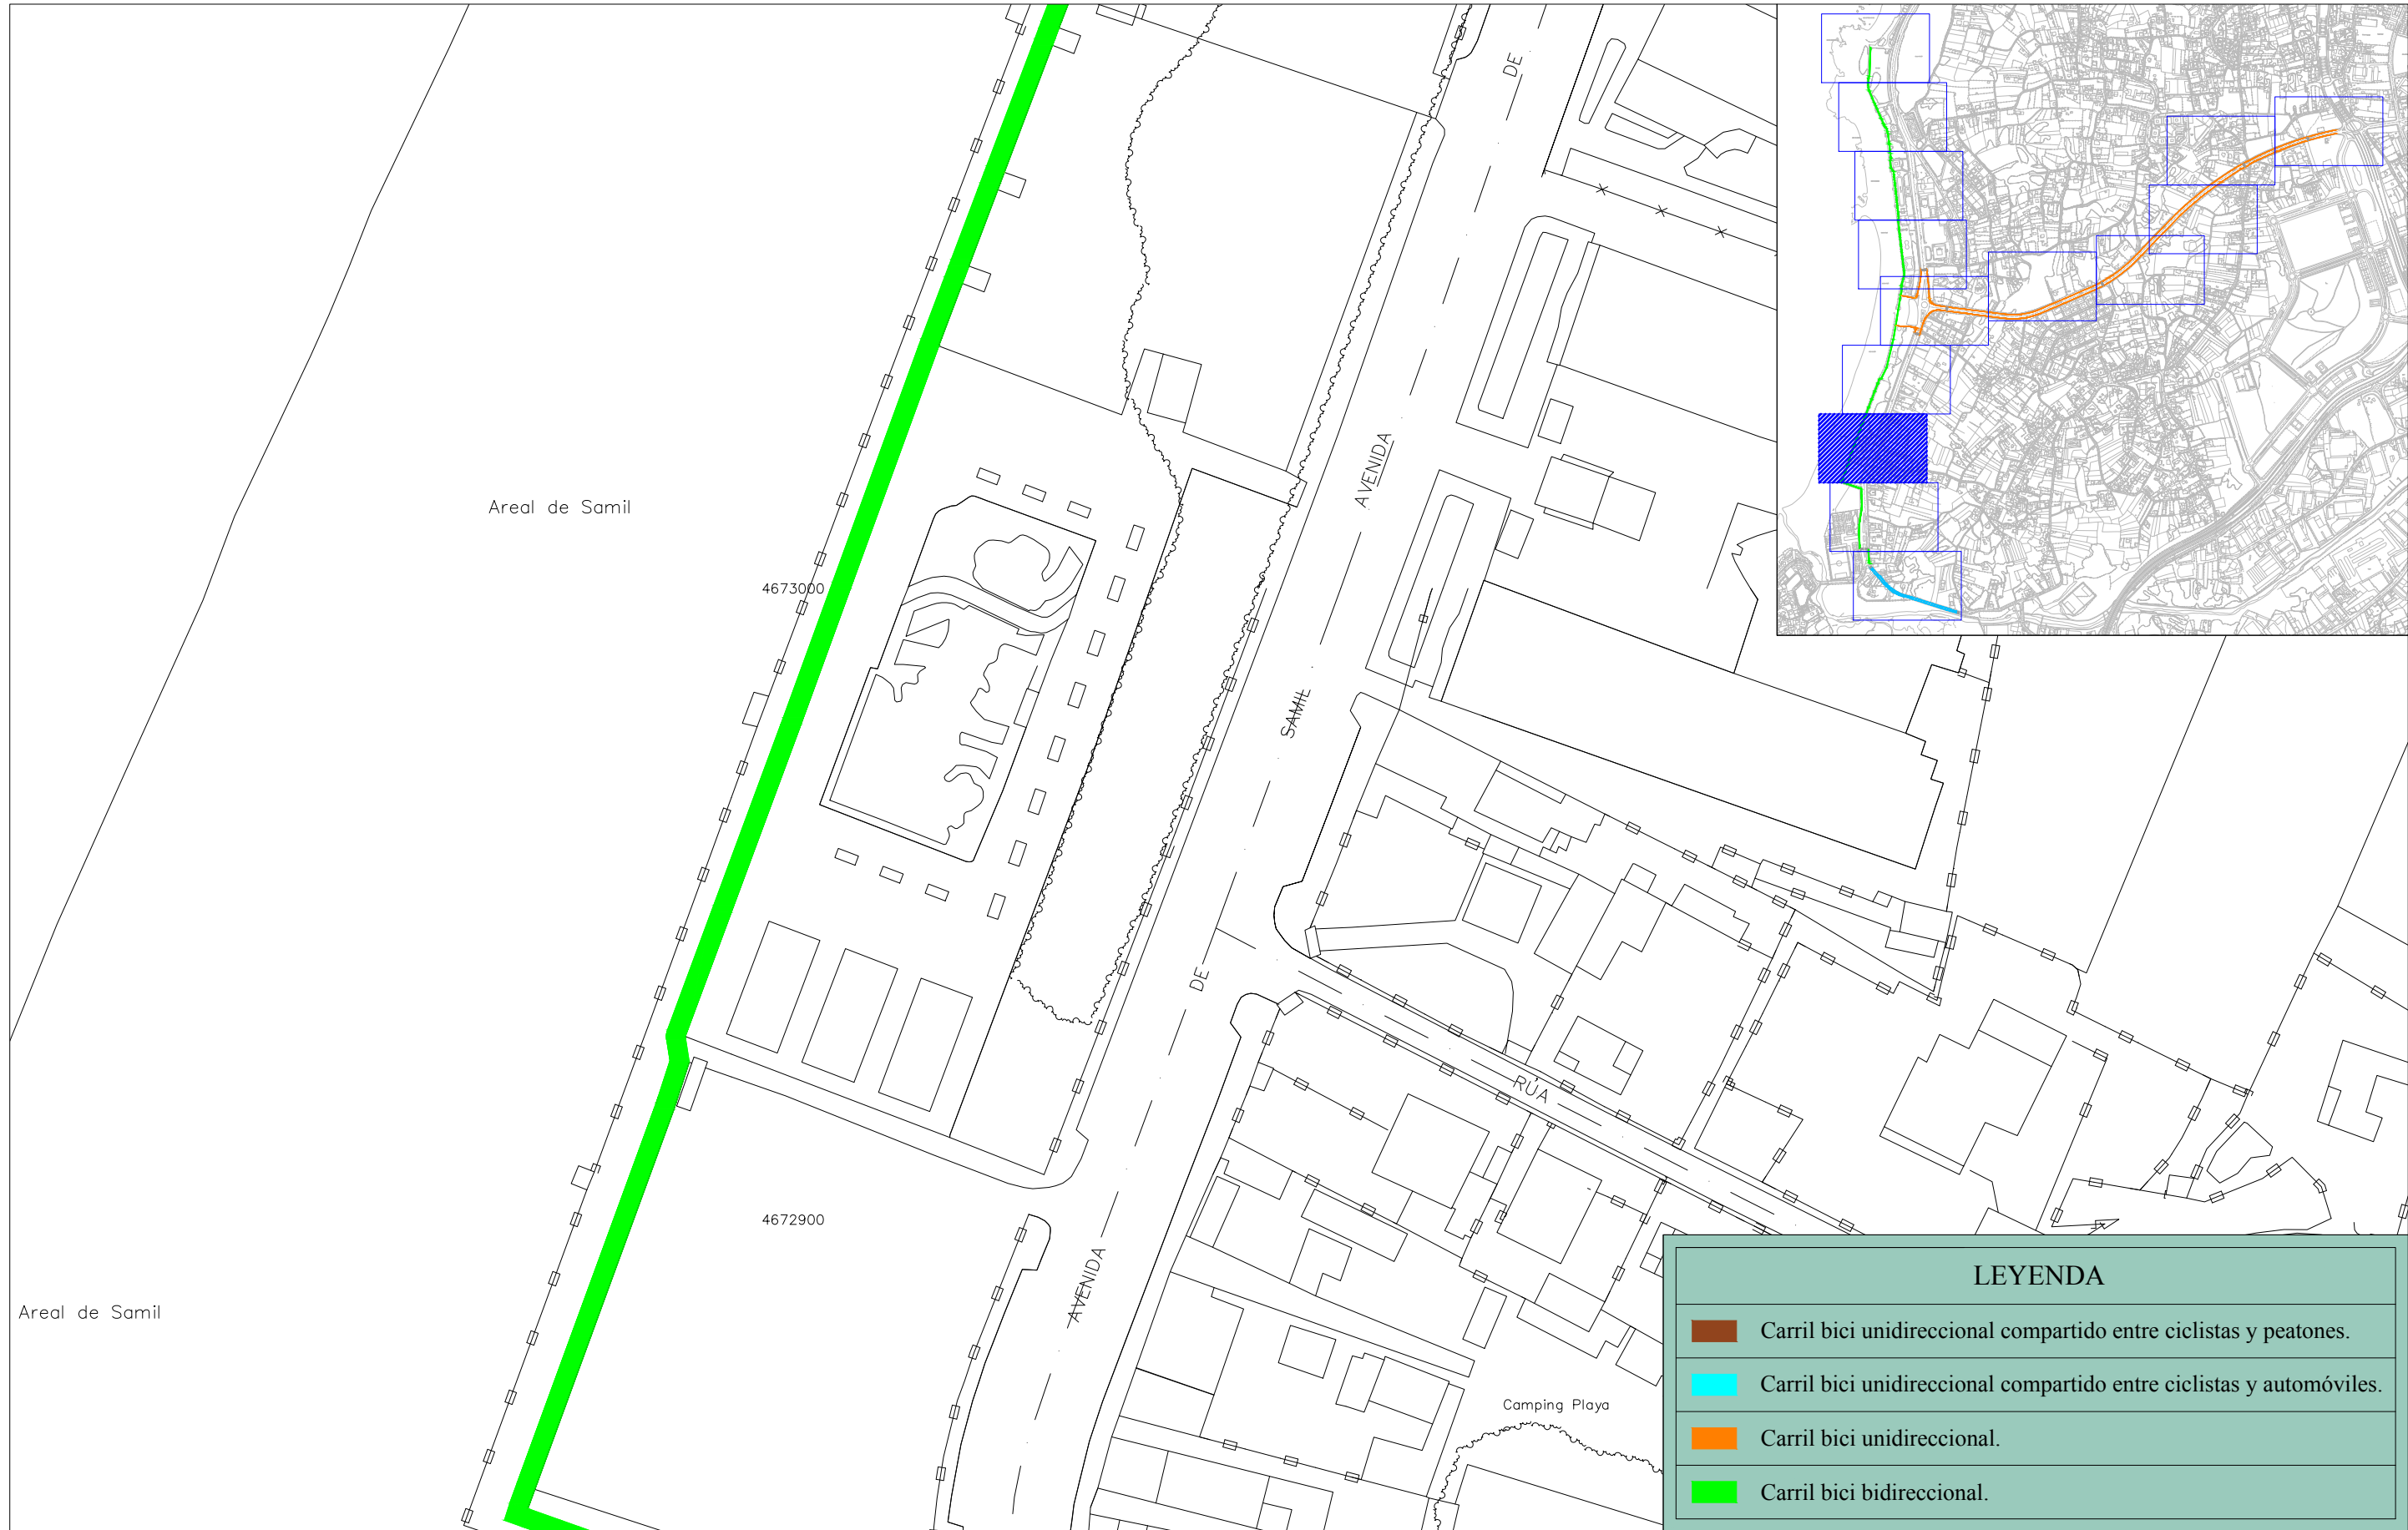 DE
AVENIDA
Areal de Samil
4673000
SAMIL
DE
RÚA
4672900
AVENIDA
Areal de Samil
Camping Playa
LEYENDA
Carril bici unidireccional compartido entre ciclistas y peatones.
Carril bici unidireccional compartido entre ciclistas y automóviles.
Carril bici unidireccional.
Carril bici bidireccional.